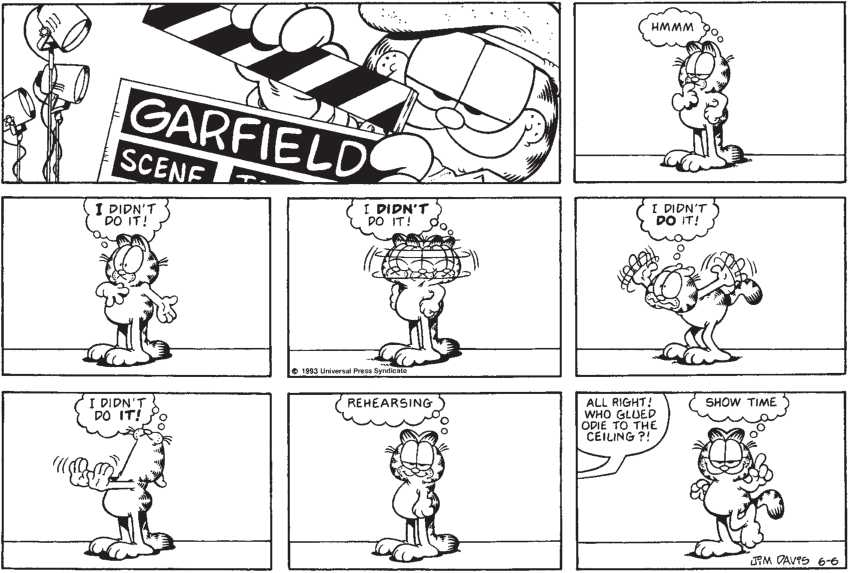 GARFIELD
SCENE
HMMM
I DIDN'T
DO IT!
I DIDN'T
DO IT!
© 1993 Universal Press Syndicate
I DIDN'T
DO IT!
I DIDN'T
DO IT!
REHEARSING
ALL RIGHT!
WHO GLUED
ODIE TO THE
CEILING?!
SHOW TIME
JIM DAVIS 6-6